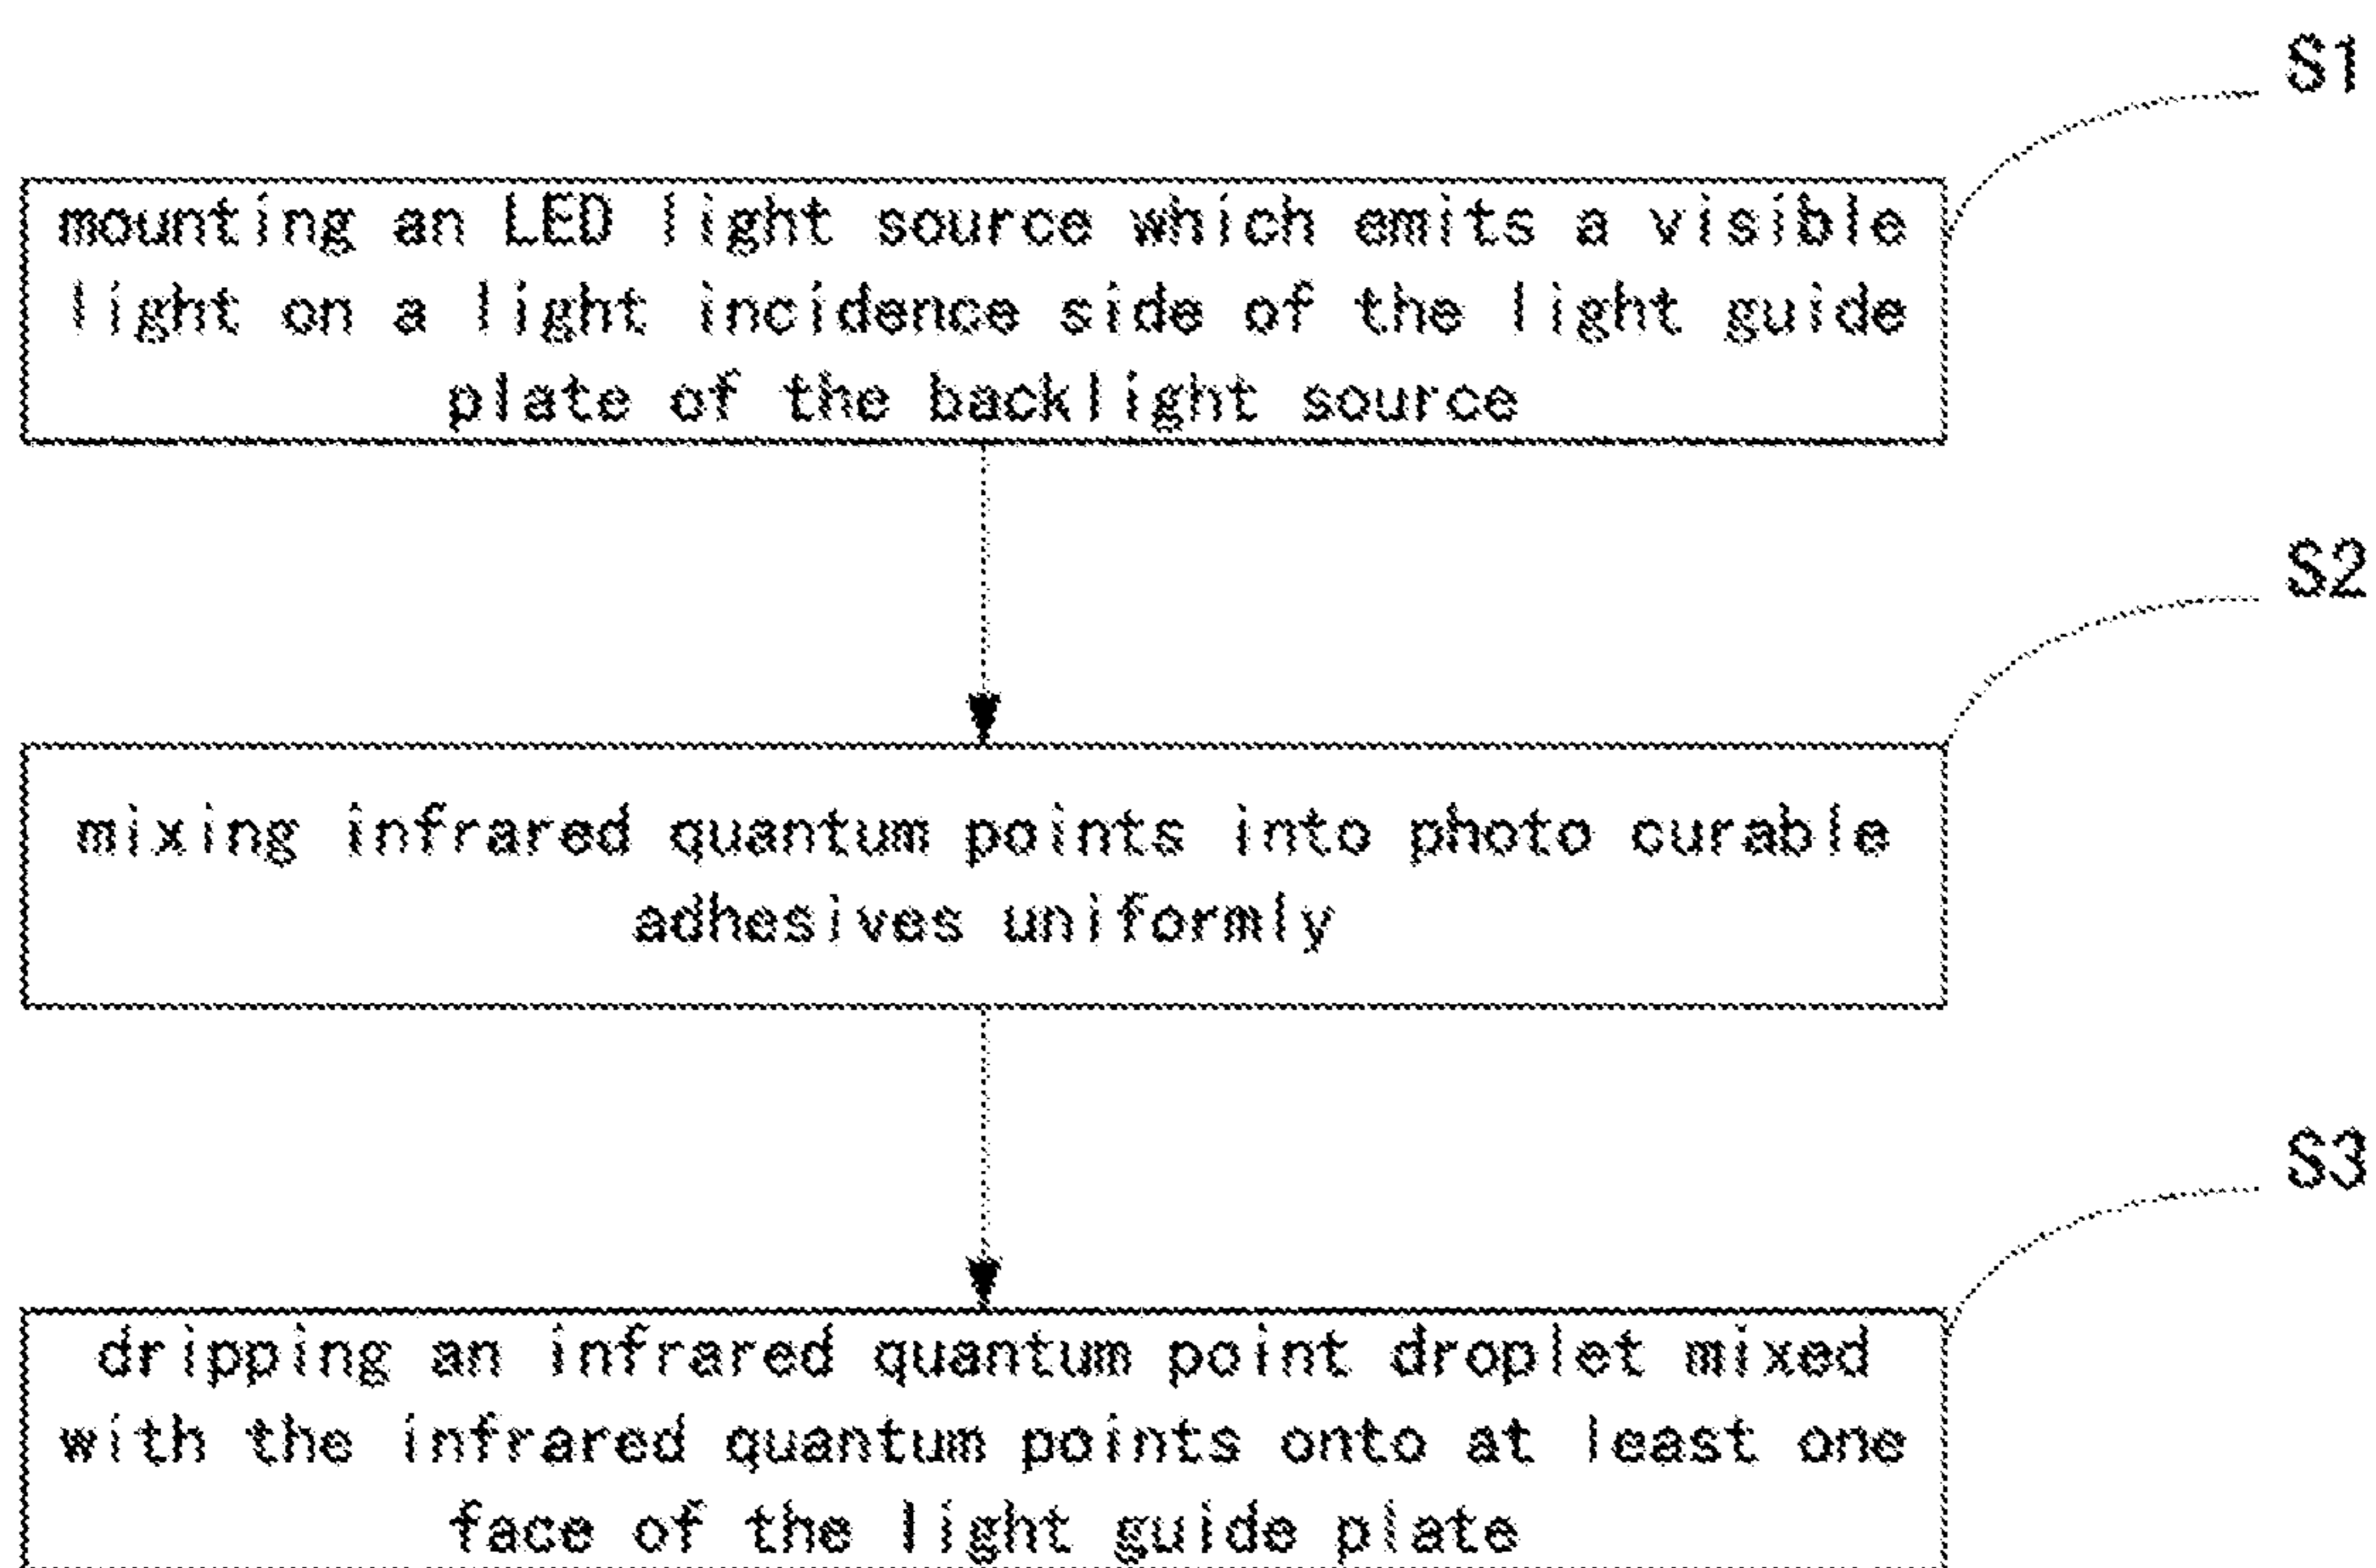 S1
mounting an LED light source which emits a visible
light on a light incidence side of the light guide
plate of the backlight source
S2
mixing infrared quantum points into photo curable
adhesives uniformly
S3
dripping an infrared quantum point droplet mixed
with the infrared quantum points onto at least one
face of the light guide plate